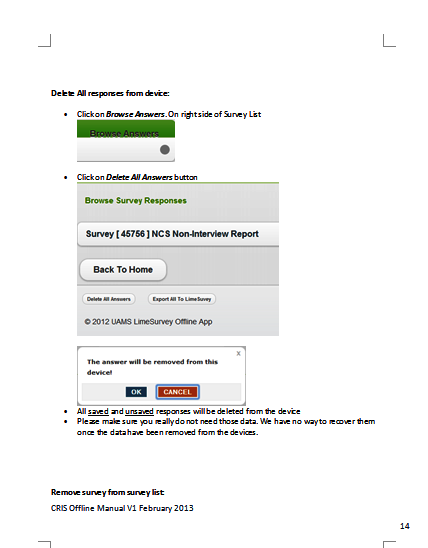 Delete All responses from device:
• Click on Browse Answers. On right side of Survey List
Browse Answers
• Click on Delete All Answers button
Browse Survey Responses
Survey [ 45756 ] NCS Non-Interview Report
Back To Home
Delete All Answers Export All To LimeSuvey
© 2012 UAMS LimeSurvey Offline App
x
The answer will be removed from this
device!
OK CANCEL
• All saved and unsaved responses will be deleted from the device
• Please make sure you really do not need those data. We have no way to recover them
once the data have been removed from the devices.
Remove survey from survey list:
CRIS Offline Manual V1 February 2013
14